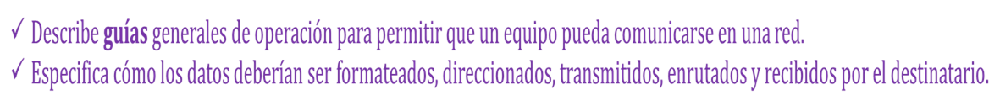 ✓ Describe guías generales de operación para permitir que un equipo pueda comunicarse en una red.
✓ Especifica cómo los datos deberían ser formateados, direccionados, transmitidos, enrutados y recibidos por el destinatario.